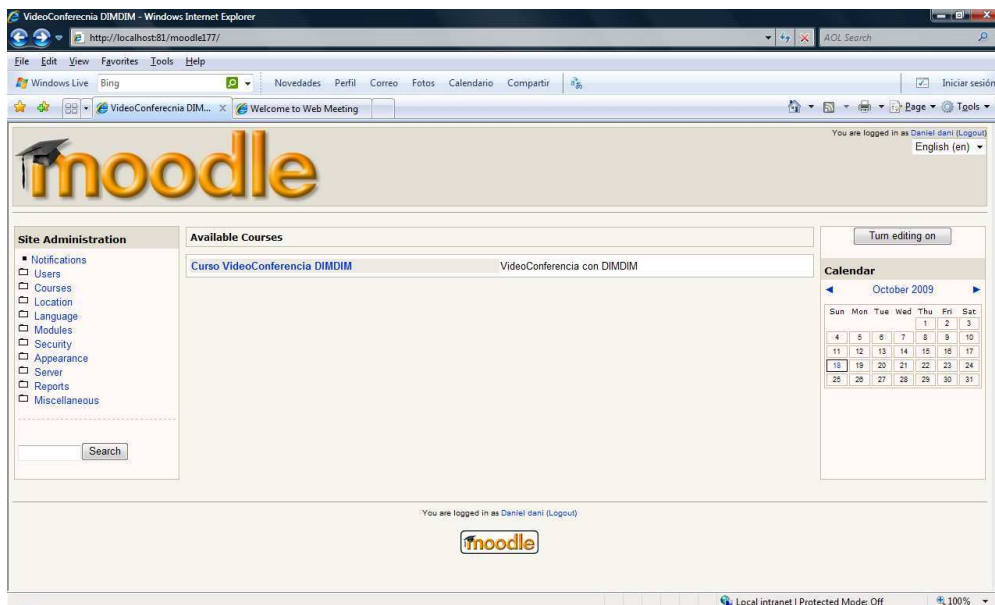 VideoConferecnia DIMDIM - Windows Internet Explorer
http://localhost:81/moodle177/
AOL Search
File Edit View Favorites Tools Help
Windows Live Bing Novedades Perfil Correo Fotos Calendario Compartir Iniciar sesión
VideoConferecnia DIM... Welcome to Web Meeting Page Tools
You are logged in as Daniel dani (Logout)
English (en)
moodle
Site Administration
Notifications
Users
Courses
Location
Language
Modules
Security
Appearance
Server
Reports
Miscellaneous
Search
Available Courses
Curso VideoConferencia DIMDIM VideoConferencia con DIMDIM
Turn editing on
Calendar
October 2009
Sun Mon Tue Wed Thu Fri Sat
1 2 3
4 5 6 7 8 9 10
11 12 13 14 15 16 17
18 19 20 21 22 23 24
25 26 27 28 29 30 31
You are logged in as Daniel dani (Logout)
moodle
Local intranet | Protected Mode: Off 100%